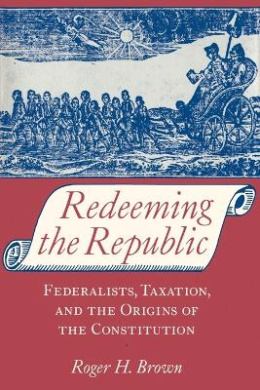 Redeeming
the Republic
FEDERALISTS, TAXATION,
AND THE ORIGINS OF
THE CONSTITUTION
Roger H. Brown